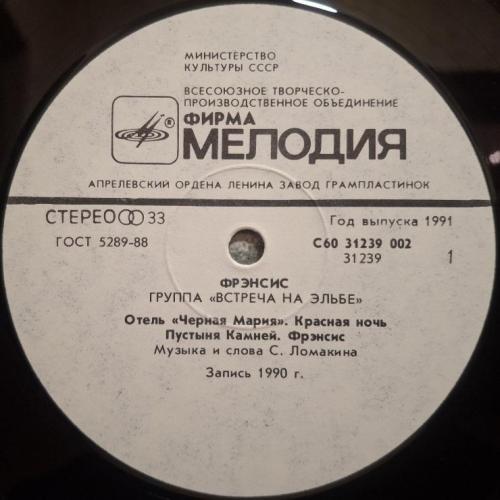 МИНИСТЕРСТВО
КУЛЬТУРЫ СССР
ВСЕСОЮЗНОЕ ТВОРЧЕСКО-
ПРОИЗВОДСТВЕННОЕ ОБЪЕДИНЕНИЕ
®
ФИРМА
МЕЛОДИЯ
АПРЕЛЕВСКИЙ ОРДЕНА ЛЕНИНА ЗАВОД ГРАМПЛАСТИНОК
СТЕРЕО 33
Год выпуска 1991
ГОСТ 5289-88
С60 31239 002
31239
1
ФРЭНСИС
ГРУППА «ВСТРЕЧА НА ЭЛЬБЕ»
Отель «Черная Мария». Красная ночь
Пустыня Камней. Фрэнсис
Музыка и слова С. Ломакина
Запись 1990 г.